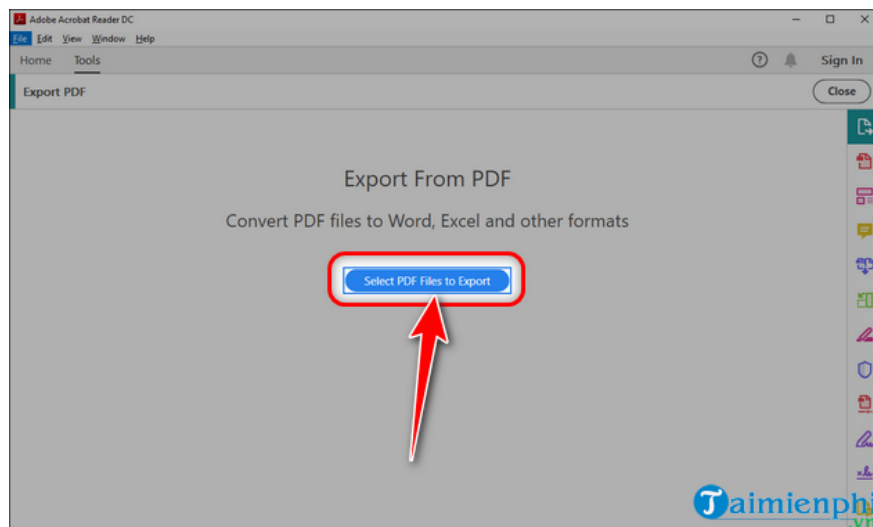 Adobe Acrobat Reader DC
File Edit View Window Help
Home Tools
Sign In
Export PDF
Close
Export From PDF
Convert PDF files to Word, Excel and other formats
Select PDF Files to Export
Taimienphi
.vn